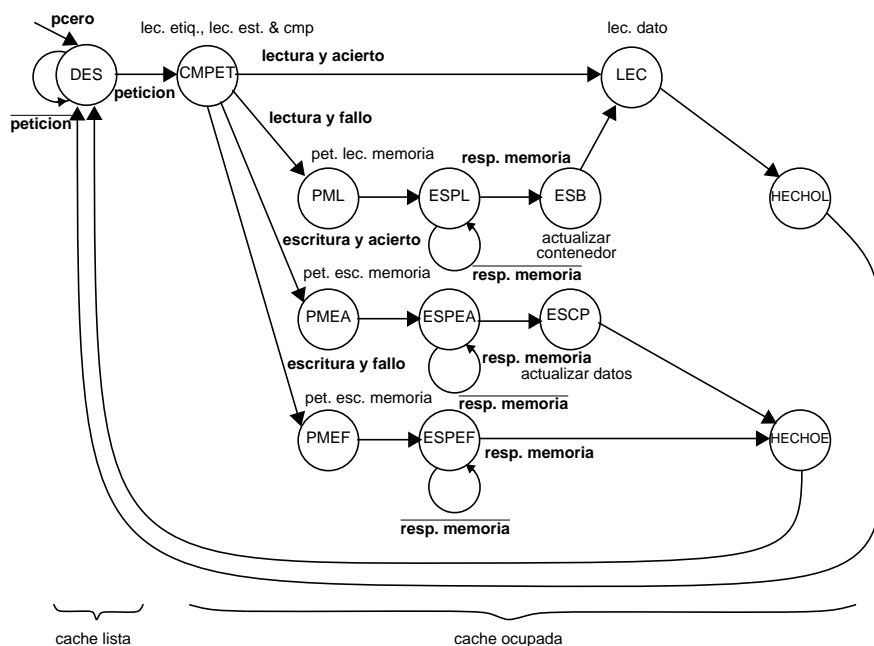 pcero
lec. etiq., lec. est. & cmp
lec. dato
DES
CMPET
lectura y acierto
LEC
peticion
peticion
lectura y fallo
pet. lec. memoria
resp. memoria
PML
ESPL
ESB
HECHOL
escritura y acierto
actualizar
contenedor
resp. memoria
pet. esc. memoria
PMEA
ESPEA
ESCP
escritura y fallo
resp. memoria
actualizar datos
pet. esc. memoria
resp. memoria
PMEF
ESPEF
HECHOE
resp. memoria
resp. memoria
cache lista
cache ocupada